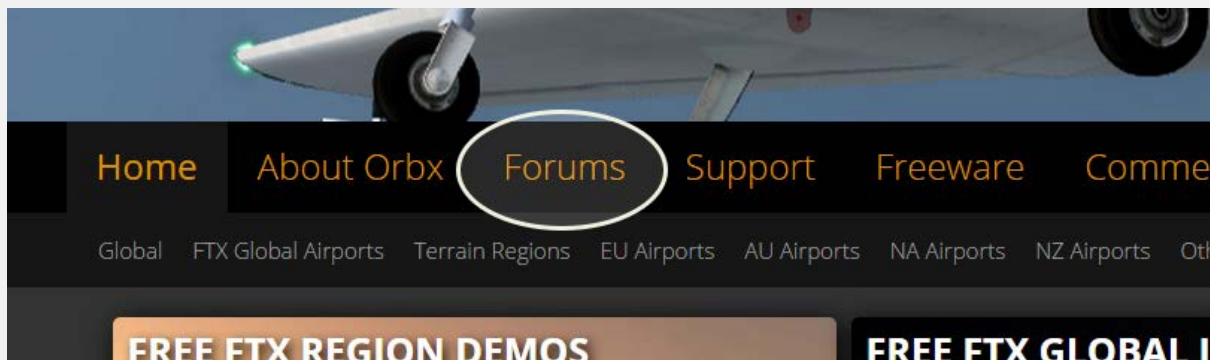 Home About Orbx Forums Support Freeware
Global FTX Global Airports Terrain Regions EU Airports AU Airports NA Airports NZ Airports
FREE FTX REGION DEMOS FREE FTX GLOBAL